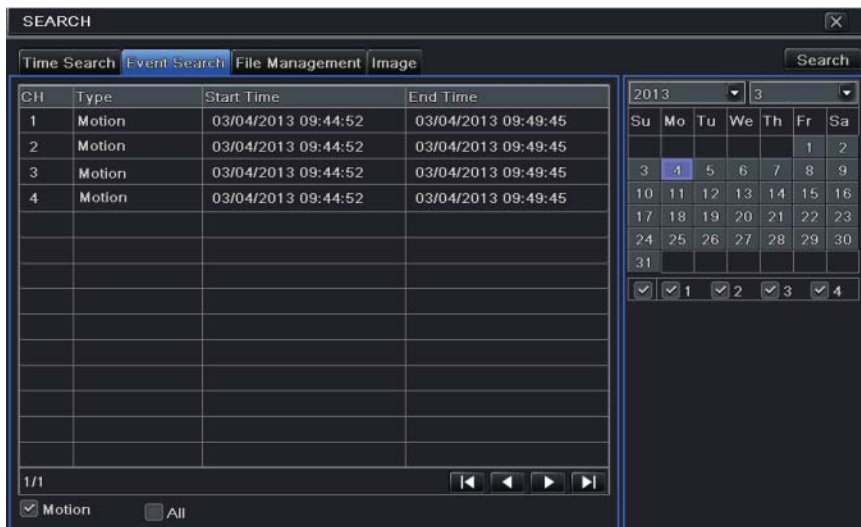 SEARCH
Time Search Event Search File Management Image Search
CH Type Start Time End Time
1 Motion 03/04/2013 09:44:52 03/04/2013 09:49:45
2 Motion 03/04/2013 09:44:52 03/04/2013 09:49:45
3 Motion 03/04/2013 09:44:52 03/04/2013 09:49:45
4 Motion 03/04/2013 09:44:52 03/04/2013 09:49:45
1/1
Motion All
2013 3
Su Mo Tu We Th Fr Sa
1 2
3 4 5 6 7 8 9
10 11 12 13 14 15 16
17 18 19 20 21 22 23
24 25 26 27 28 29 30
31
1 2 3 4